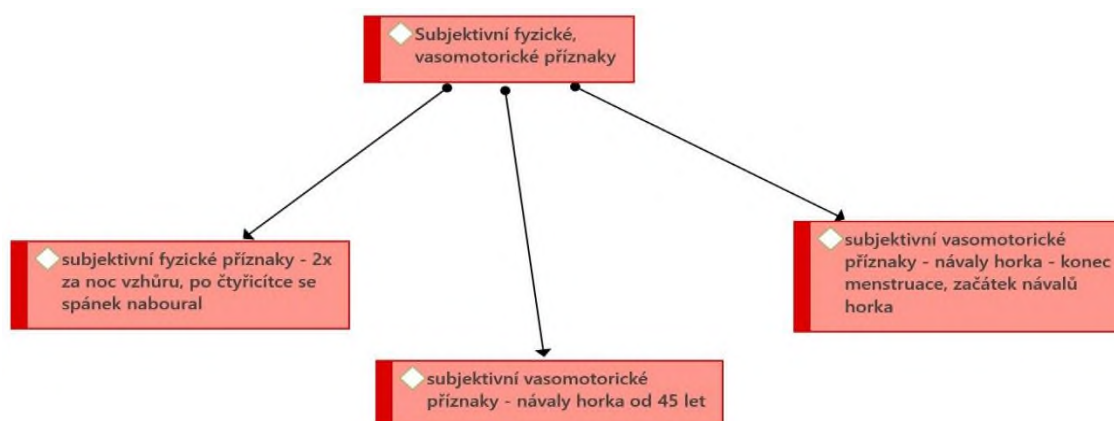 Subjektivní fyzické,
vasomotorické příznaky
subjektivní fyzické příznaky - 2x
za noc vzhůru, po čtyřicítce se
spánek naboural
subjektivní vasomotorické
příznaky - návaly horka - konec
menstruace, začátek návalů
horka
subjektivní vasomotorické
příznaky - návaly horka od 45 let